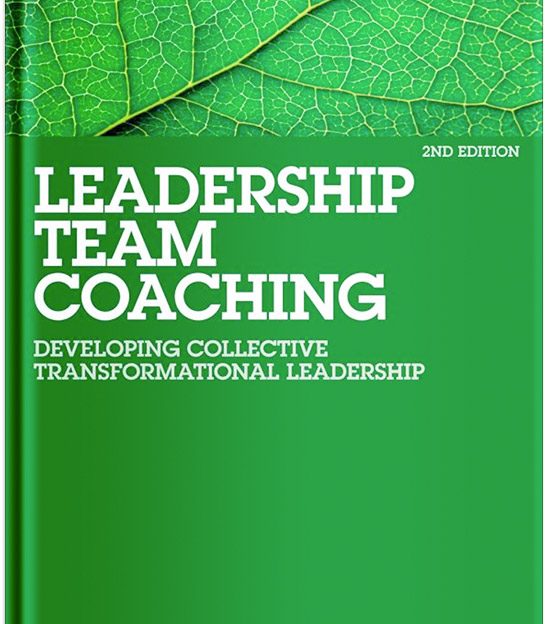 2ND EDITION
LEADERSHIP
TEAM
COACHING
DEVELOPING COLLECTIVE
TRANSFORMATIONAL LEADERSHIP